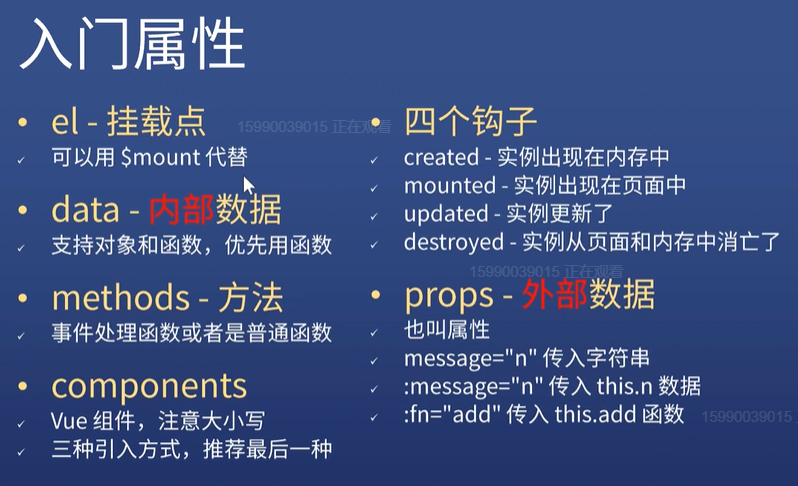 入门属性
el - 挂载点
15990039015 正在观看
可以用 $mount 代替
data - 内部数据
支持对象和函数，优先用函数
methods - 方法
事件处理函数或者是普通函数
components
Vue 组件，注意大小写
三种引入方式，推荐最后一种
四个钩子
created - 实例出现在内存中
mounted - 实例出现在页面中
updated - 实例更新了
destroyed - 实例从页面和内存中消亡了
15990039015 正在观看
props - 外部数据
也叫属性
message="n" 传入字符串
:message="n" 传入 this.n 数据
:fn="add" 传入 this.add 函数
15990039015